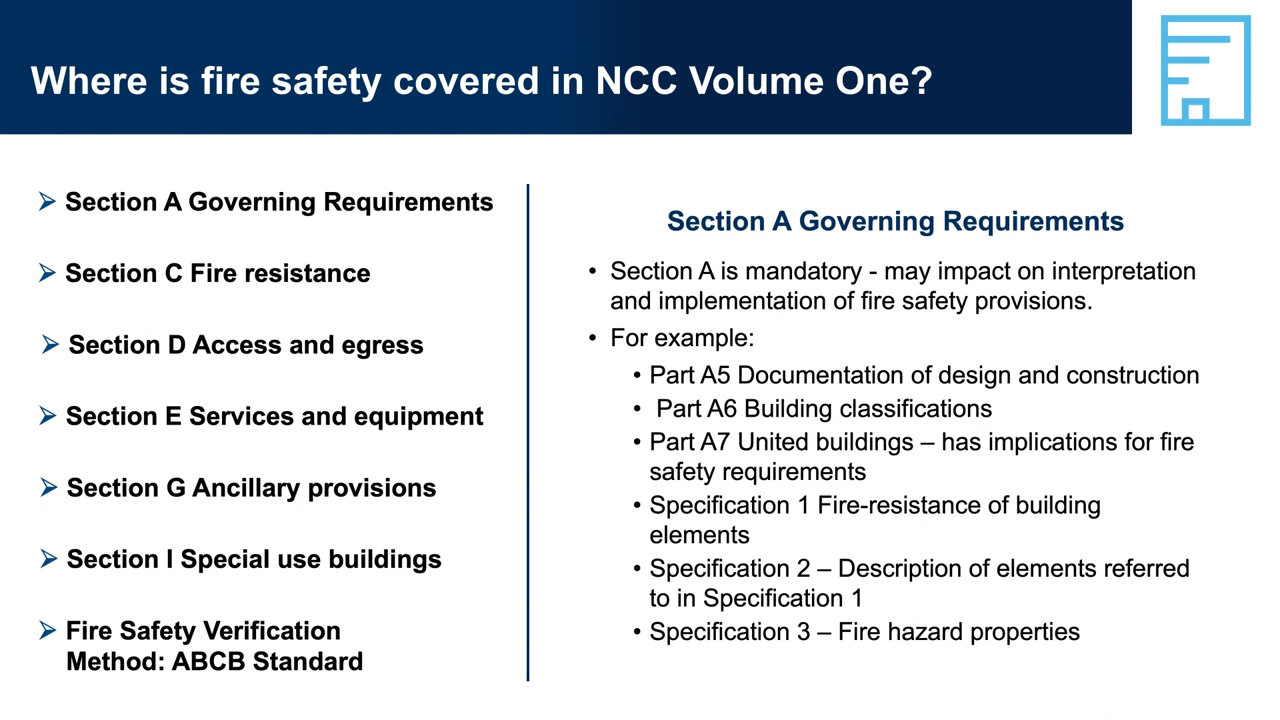 Where is fire safety covered in NCC Volume One?
➢ Section A Governing Requirements
➢ Section C Fire resistance
➢ Section D Access and egress
➢ Section E Services and equipment
➢ Section G Ancillary provisions
➢ Section I Special use buildings
➢ Fire Safety Verification
Method: ABCB Standard
Section A Governing Requirements
• Section A is mandatory - may impact on interpretation
and implementation of fire safety provisions.
• For example:
• Part A5 Documentation of design and construction
• Part A6 Building classifications
• Part A7 United buildings – has implications for fire
safety requirements
• Specification 1 Fire-resistance of building
elements
• Specification 2 – Description of elements referred
to in Specification 1
• Specification 3 – Fire hazard properties